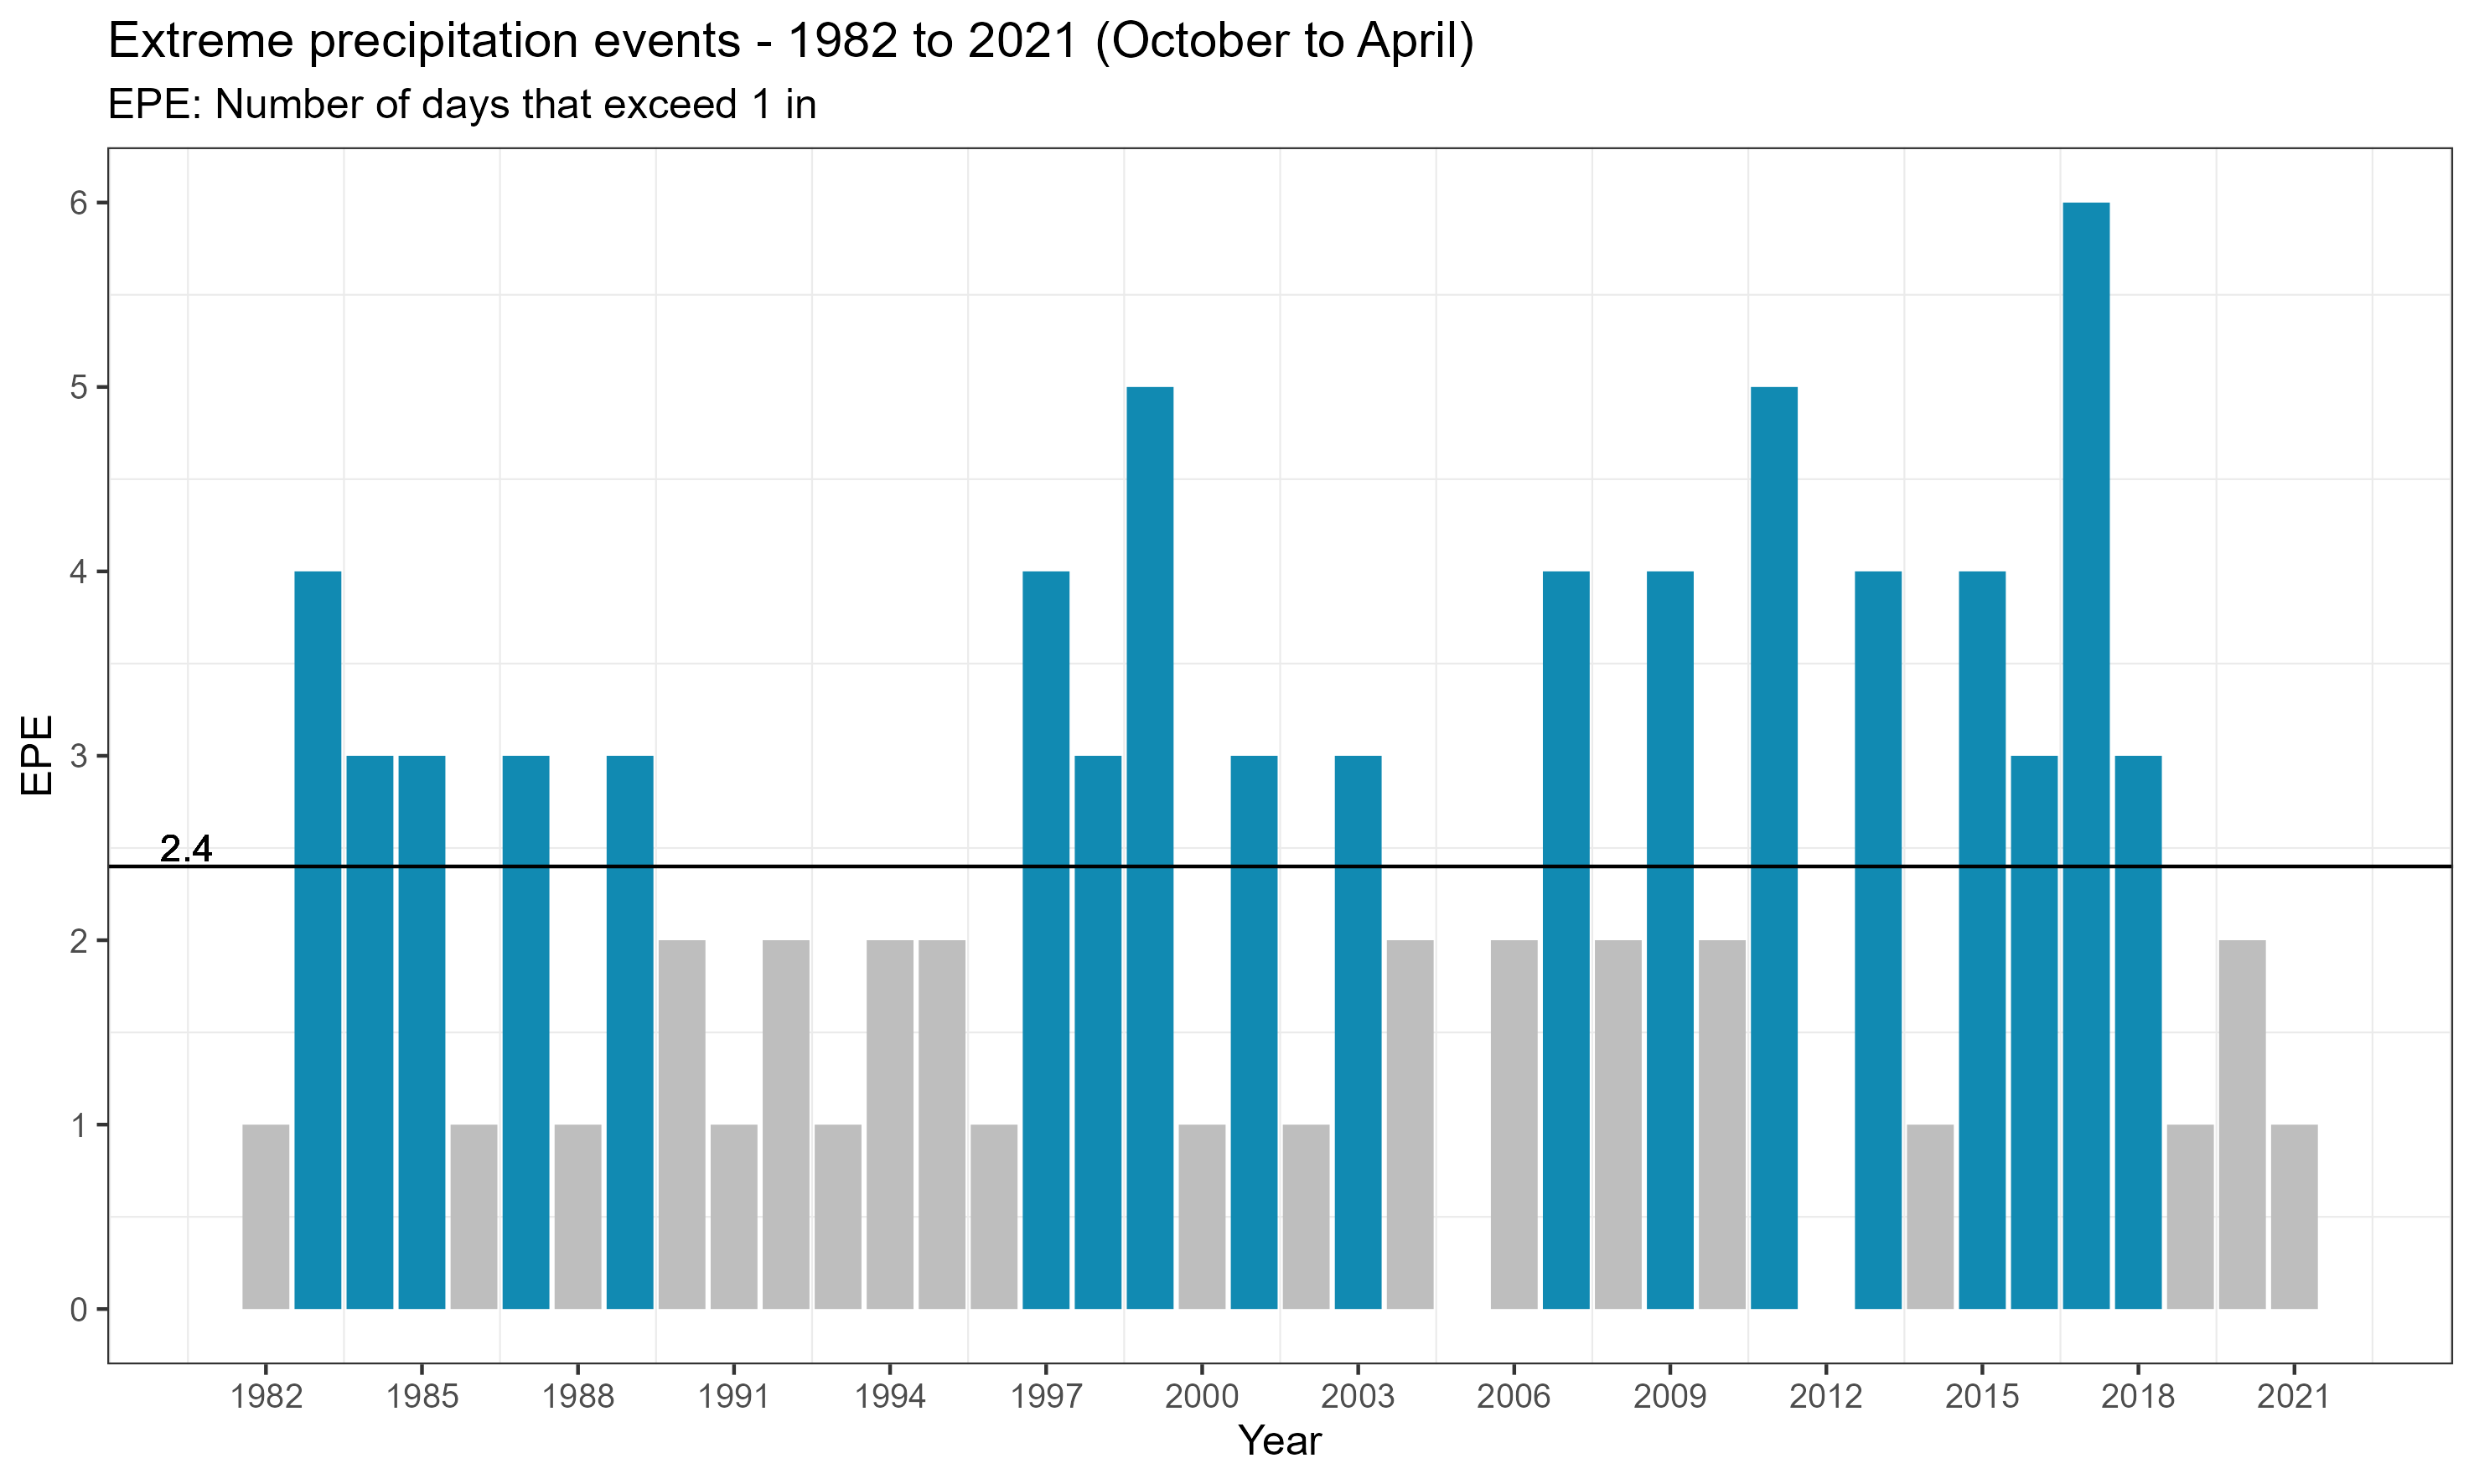 Extreme precipitation events - 1982 to 2021 (October to April)
EPE: Number of days that exceed 1 in
6
5
4
3
2.4
2
1
0
EPE
1982 1985 1988 1991 1994 1997 2000 2003 2006 2009 2012 2015 2018 2021
Year